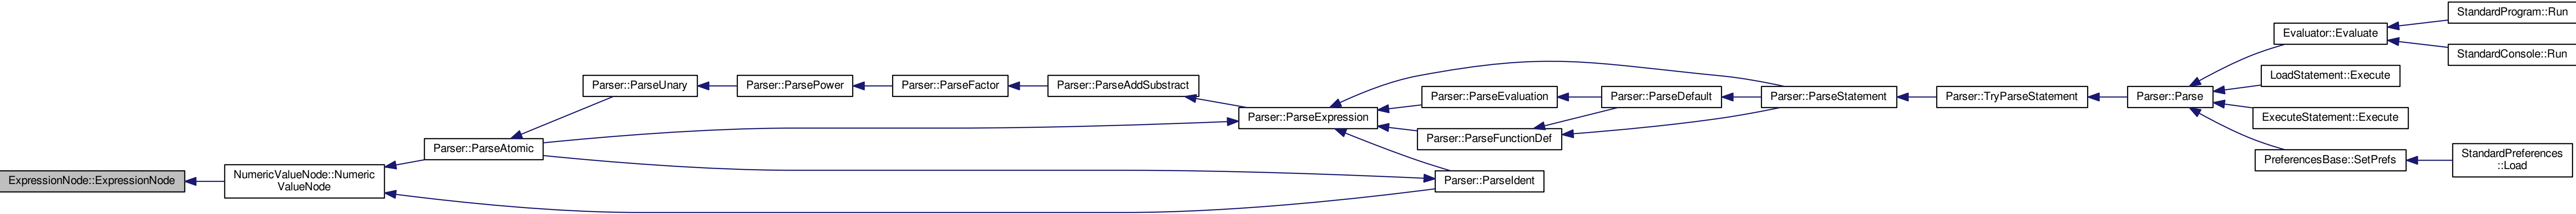 ExpressionNode::ExpressionNode
NumericValueNode::Numeric
ValueNode
Parser::ParseAtomic
Parser::ParseUnary
Parser::ParsePower
Parser::ParseFactor
Parser::ParseAddSubstract
Parser::ParseExpression
Parser::ParseEvaluation
Parser::ParseFunctionDef
Parser::ParseIdent
Parser::ParseDefault
Parser::ParseStatement
Parser::TryParseStatement
Parser::Parse
Evaluator::Evaluate
LoadStatement::Execute
ExecuteStatement::Execute
PreferencesBase::SetPrefs
StandardProgram::Run
StandardConsole::Run
StandardPreferences
::Load